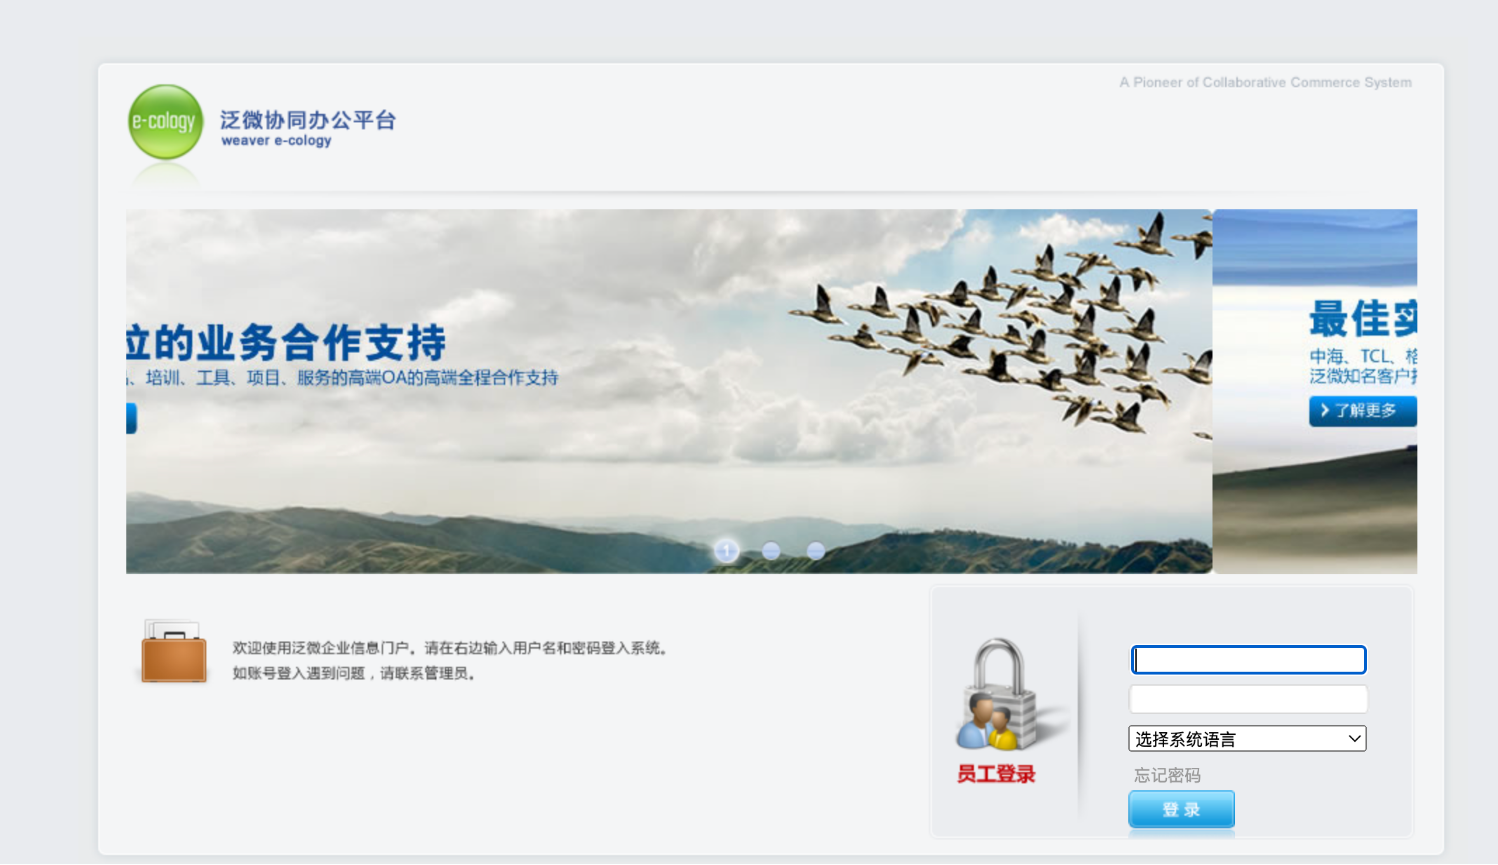 A Pioneer of Collaborative Commerce System
e-cology
泛微协同办公平台
weaver e-cology
位的业务合作支持
、培训、工具、项目、服务的高端OA的高端全程合作支持
最佳实
中海、TCL、格
泛微知名客户
了解更多
1
欢迎使用泛微企业信息门户。请在右边输入用户名和密码登入系统。
如账号登入遇到问题，请联系管理员。
选择系统语言
忘记密码
员工登录
登 录